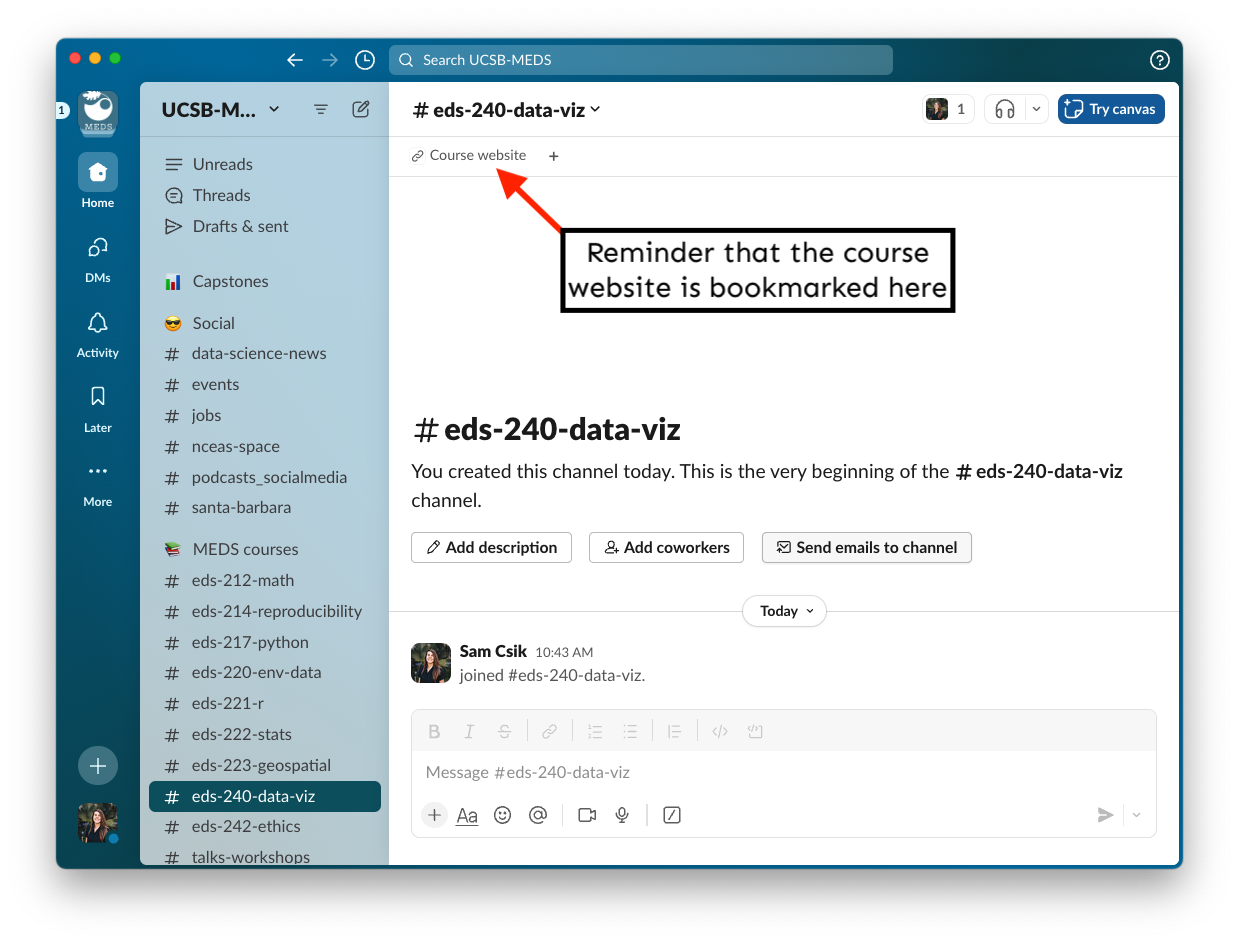 Search UCSB-MEDS
1
MEDS
Home
DMs
Activity
Later
More
UCSB-M...
Unreads
Threads
Drafts & sent
Capstones
Social
# data-science-news
# events
# jobs
# nceas-space
# podcasts_socialmedia
# santa-barbara
MEDS courses
# eds-212-math
# eds-214-reproducibility
# eds-217-python
# eds-220-env-data
# eds-221-r
# eds-222-stats
# eds-223-geospatial
# eds-240-data-viz
# eds-242-ethics
# talks-workshops
# eds-240-data-viz
1
Try canvas
Course website +
Reminder that the course
website is bookmarked here
# eds-240-data-viz
You created this channel today. This is the very beginning of the # eds-240-data-viz
channel.
Add description
Add coworkers
Send emails to channel
Today
Sam Csik 10:43 AM
joined #eds-240-data-viz.
B I S
Message #eds-240-data-viz
+ Aa @